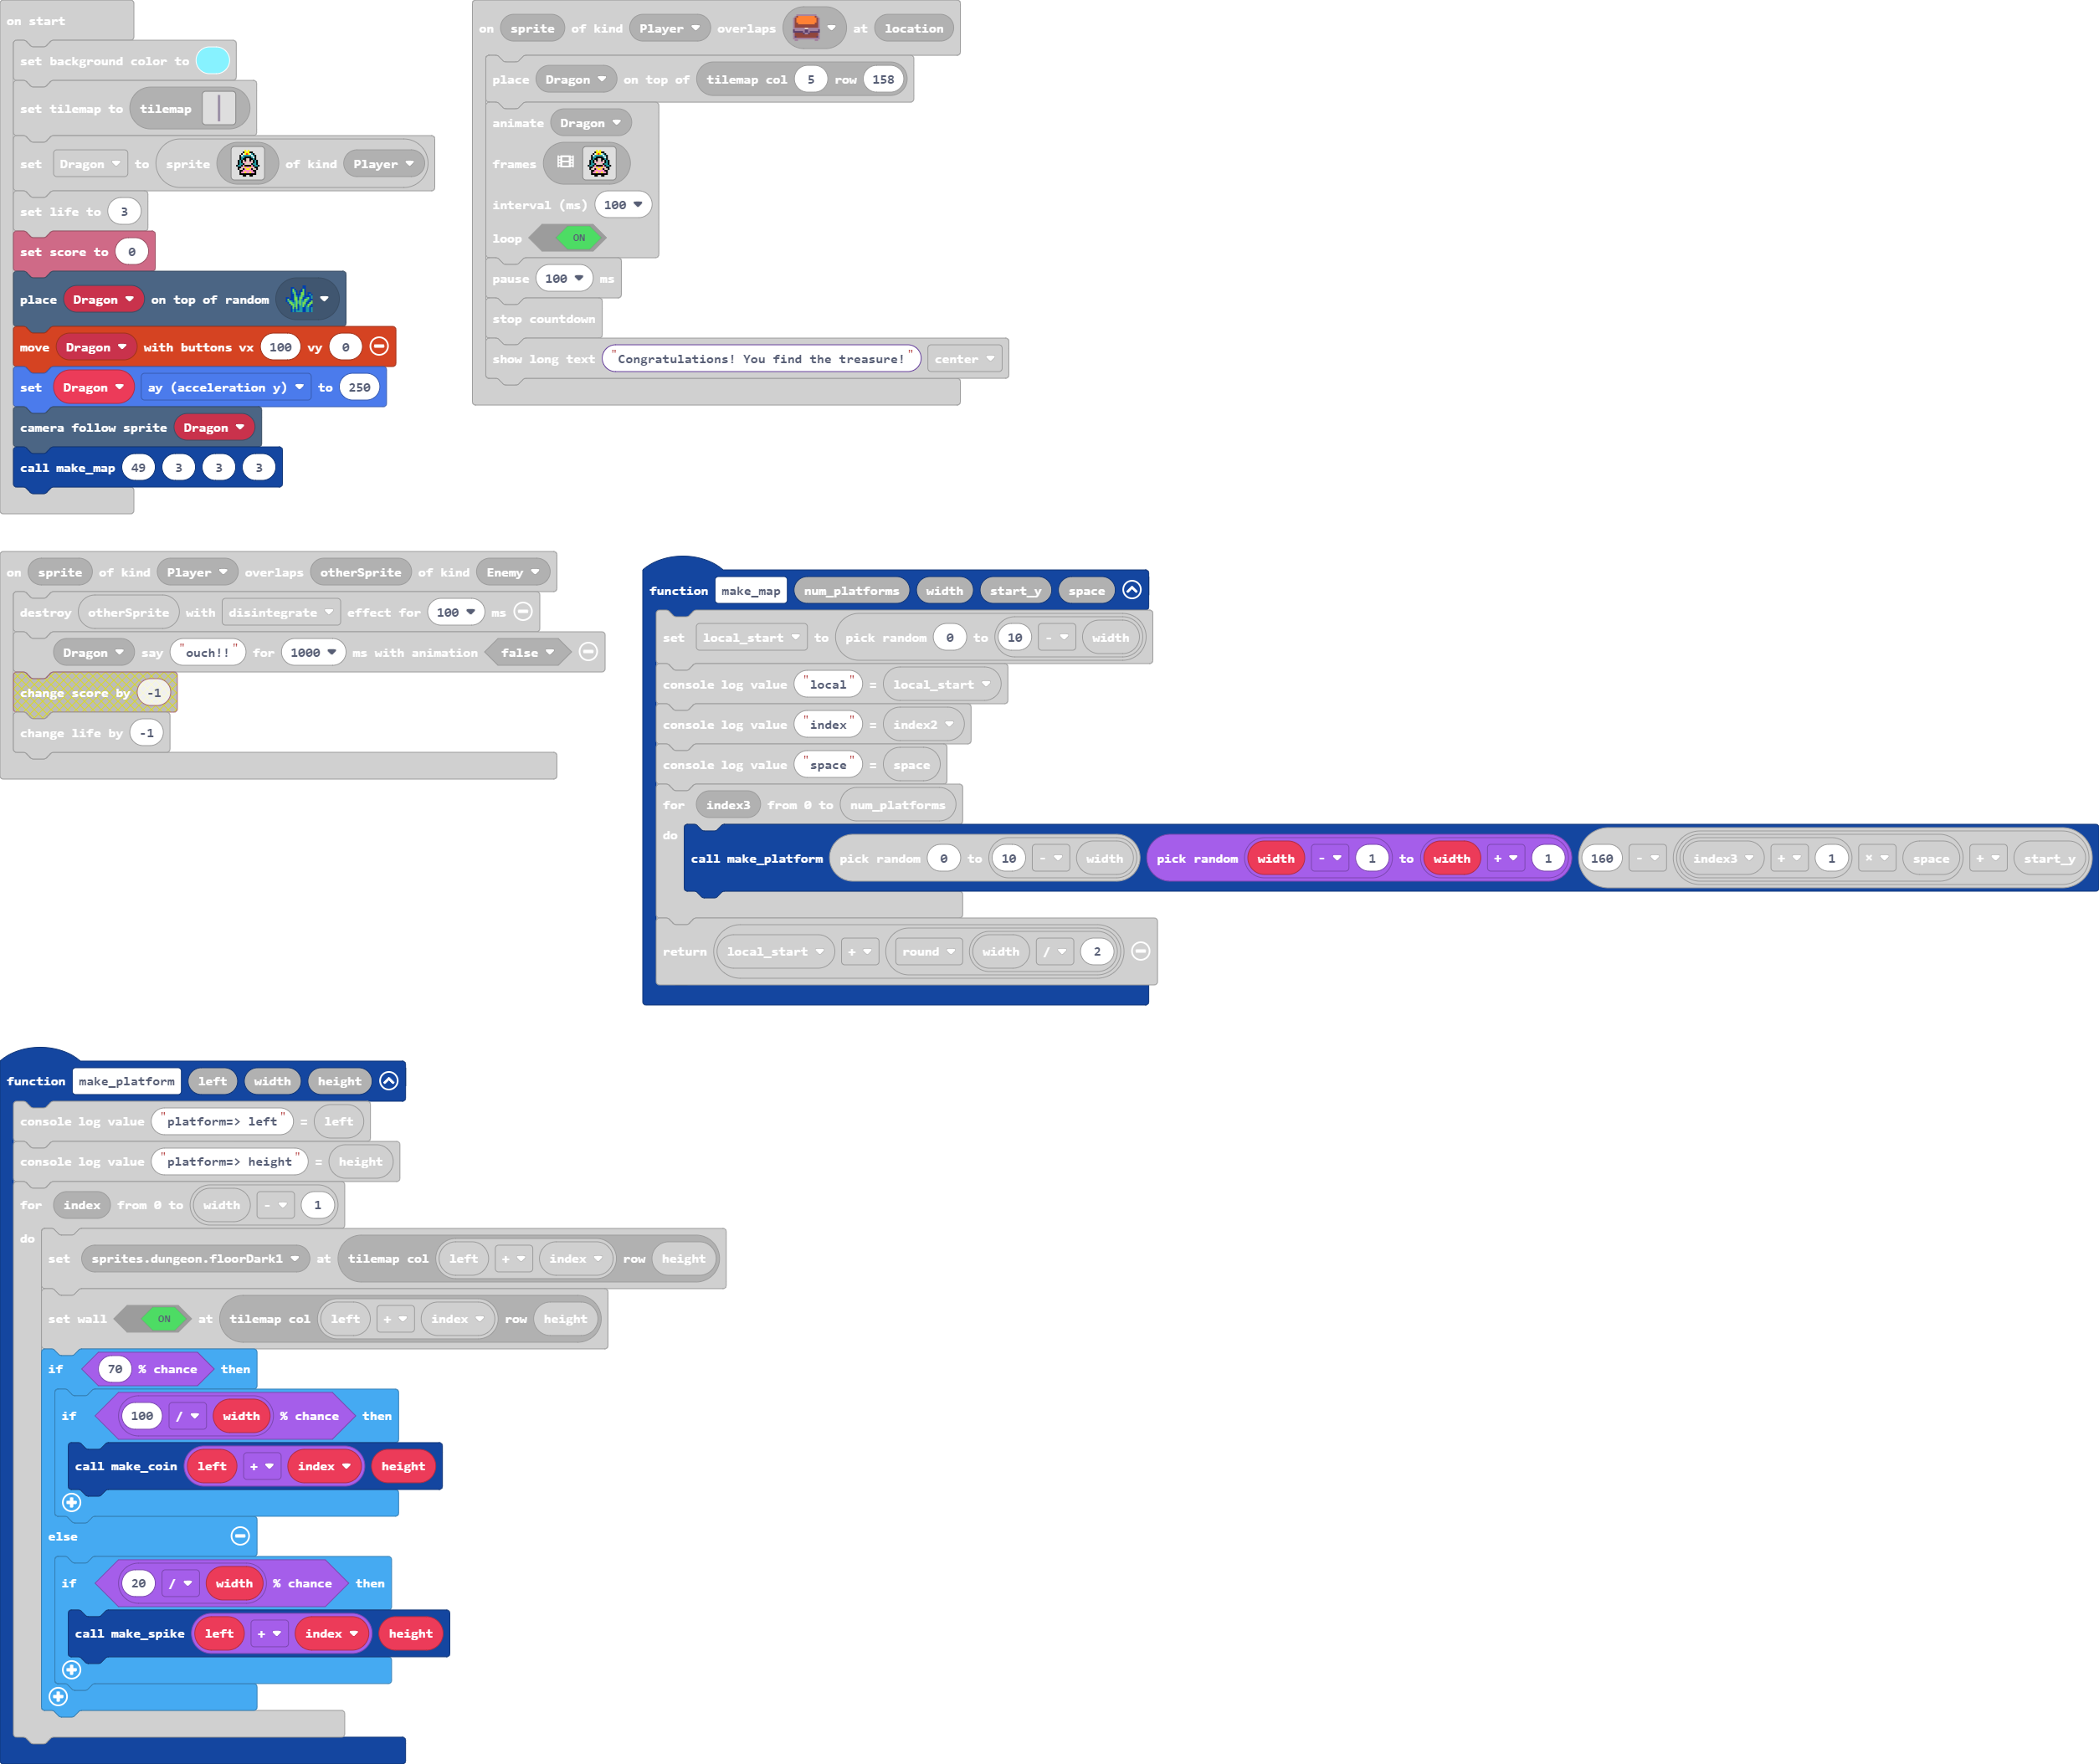 on start
set background color to
set tilemap to tilemap
set Dragon to sprite of kind Player
set life to 3
set score to 0
place Dragon on top of random
move Dragon with buttons vx 100 vy 0
set Dragon ay (acceleration y) to 250
camera follow sprite Dragon
call make_map 49 3 3 3
on sprite of kind Player overlaps at location
place Dragon on top of tilemap col 5 row 158
animate Dragon
frames
interval (ms) 100
loop ON
pause 100 ms
stop countdown
show long text "Congratulations! You find the treasure!" center
on sprite of kind Player overlaps otherSprite of kind Enemy
destroy otherSprite with disintegrate effect for 100 ms
Dragon say "ouch!!" for 1000 ms with animation false
change score by -1
change life by -1
function make_map num_platforms width start_y space
set local_start to pick random 0 to 10 - width
console log value "local" = local_start
console log value "index" = index2
console log value "space" = space
for index3 from 0 to num_platforms
do
call make_platform pick random 0 to 10 - width pick random width - 1 to width + 1 160 - index3 + 1 × space + start_y
return local_start + round width / 2
function make_platform left width height
console log value "platform=> left" = left
console log value "platform=> height" = height
for index from 0 to width - 1
do
set sprites.dungeon.floorDark1 at tilemap col left + index row height
set wall ON at tilemap col left + index row height
if 70 % chance then
if 100 / width % chance then
call make_coin left + index height
else
if 20 / width % chance then
call make_spike left + index height